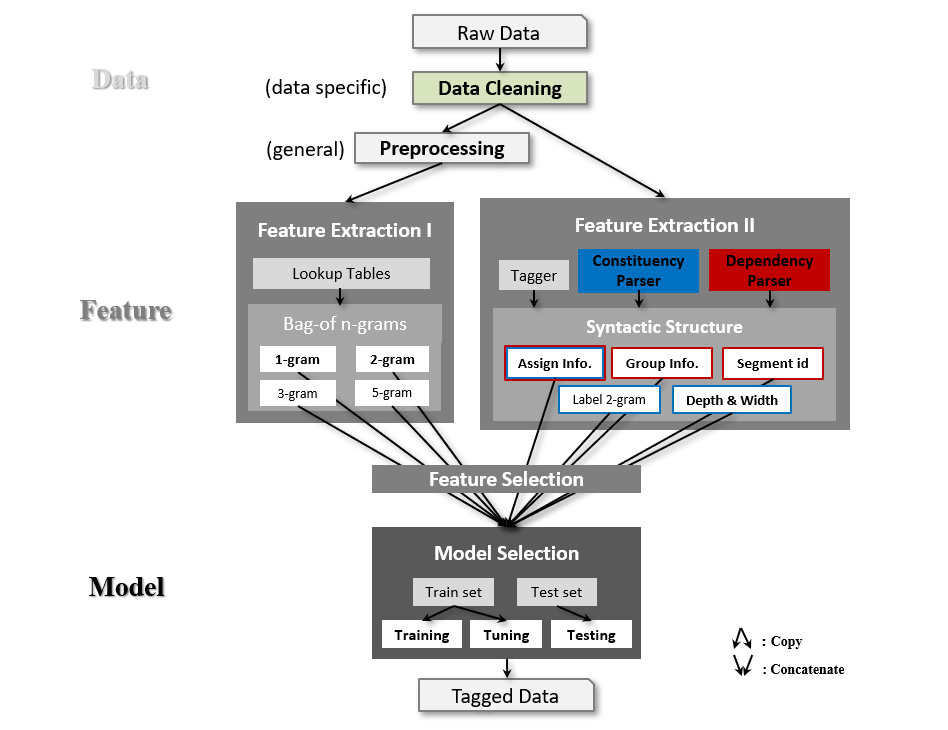 Raw Data
Data
(data specific)
Data Cleaning
(general)
Preprocessing
Feature Extraction I
Lookup Tables
Bag-of n-grams
1-gram
2-gram
3-gram
5-gram
Feature Extraction II
Tagger
Constituency
Parser
Dependency
Parser
Syntactic Structure
Assign Info.
Group Info.
Segment id
Label 2-gram
Depth & Width
Feature
Feature Selection
Model
Model Selection
Train set
Test set
Training
Tuning
Testing
: Copy
: Concatenate
Tagged Data